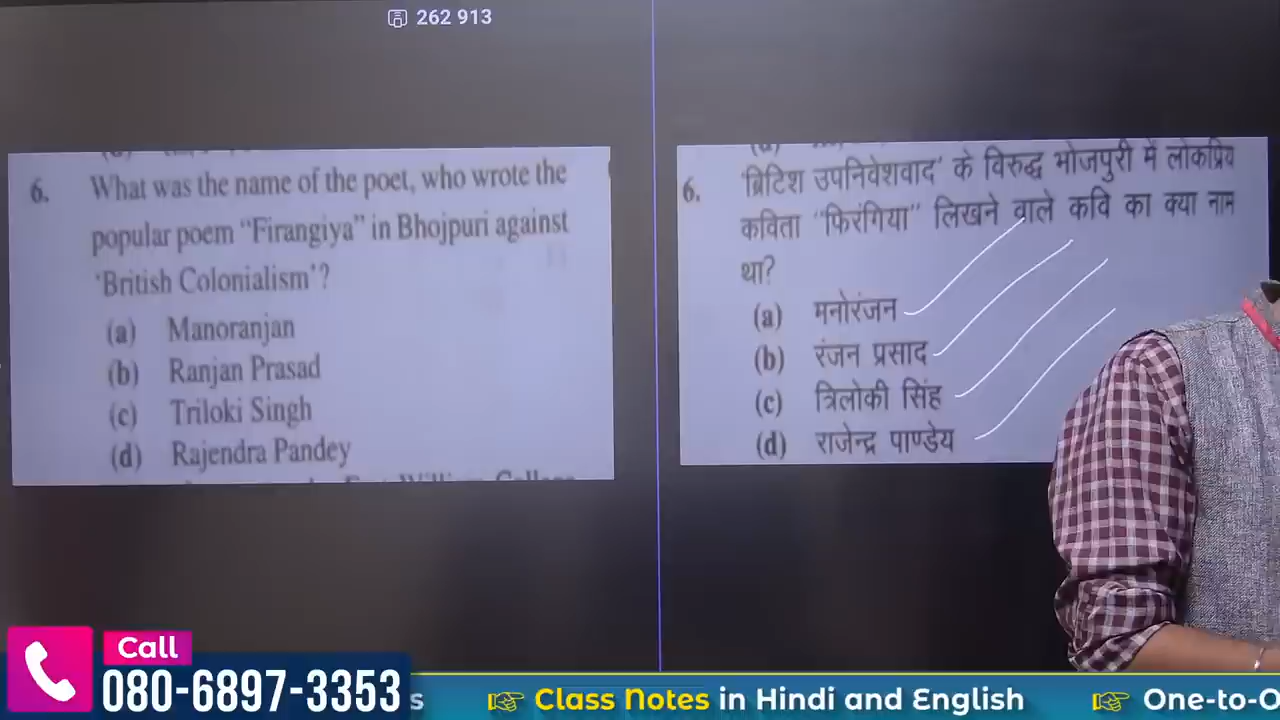 262 913
6. What was the name of the poet, who wrote the
popular poem “Firangiya” in Bhojpuri against
‘British Colonialism’?
(a) Manoranjan
(b) Ranjan Prasad
(c) Triloki Singh
(d) Rajendra Pandey
6. ब्रिटिश उपनिवेशवाद’ के विरुद्ध भोजपुरी में लोकप्रिय
कविता “फिरंगिया” लिखने वाले कवि का क्या नाम
था?
(a) मनोरंजन
(b) रंजन प्रसाद
(c) त्रिलोकी सिंह
(d) राजेन्द्र पाण्डेय
Call
080-6897-3353
s Class Notes in Hindi and English One-to-O